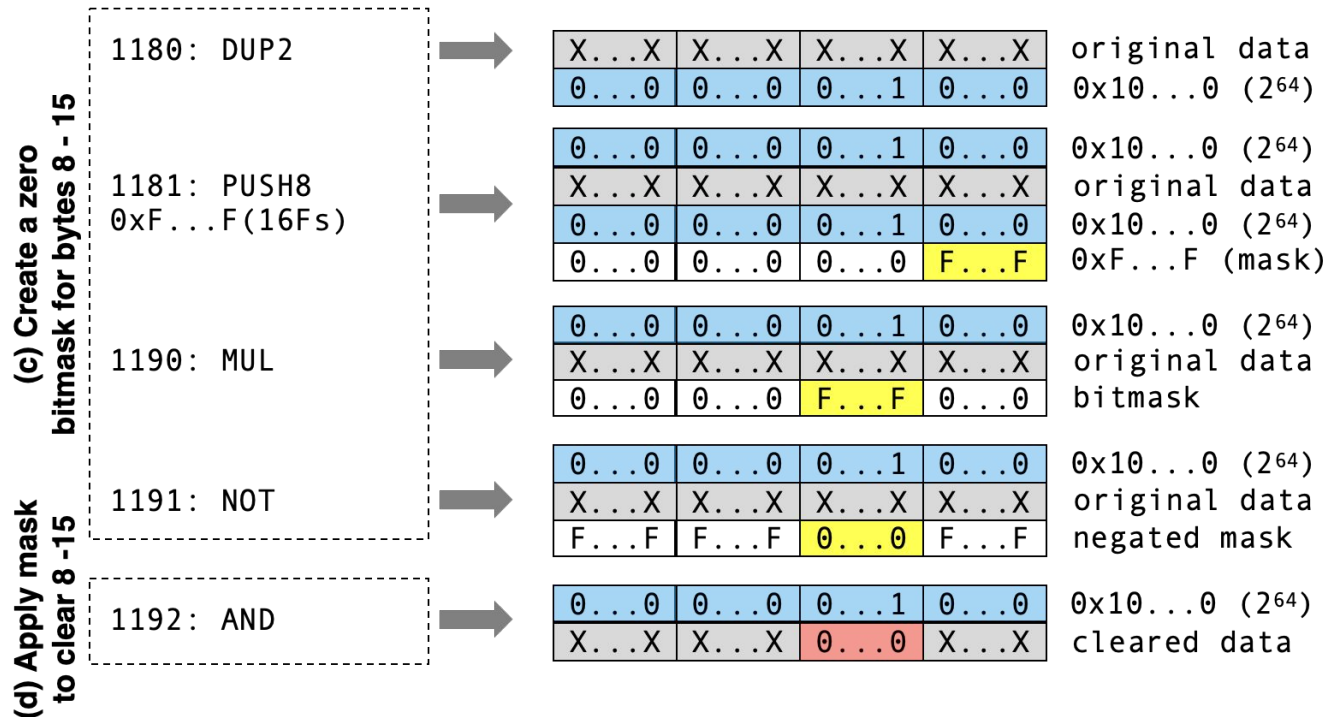 (c) Create a zero
bitmask for bytes 8 - 15
1180: DUP2
X...X X...X X...X X...X original data
0...0 0...0 0...1 0...0 0x10...0 (2⁶⁴)
1181: PUSH8
0xF...F(16Fs)
0...0 0...0 0...1 0...0 0x10...0 (2⁶⁴)
X...X X...X X...X X...X original data
0...0 0...0 0...1 0...0 0x10...0 (2⁶⁴)
0...0 0...0 0...0 F...F 0xF...F (mask)
1190: MUL
0...0 0...0 0...1 0...0 0x10...0 (2⁶⁴)
X...X X...X X...X X...X original data
0...0 0...0 F...F 0...0 bitmask
1191: NOT
0...0 0...0 0...1 0...0 0x10...0 (2⁶⁴)
X...X X...X X...X X...X original data
F...F F...F 0...0 F...F negated mask
(d) Apply mask
to clear 8 -15
1192: AND
0...0 0...0 0...1 0...0 0x10...0 (2⁶⁴)
X...X X...X 0...0 X...X cleared data